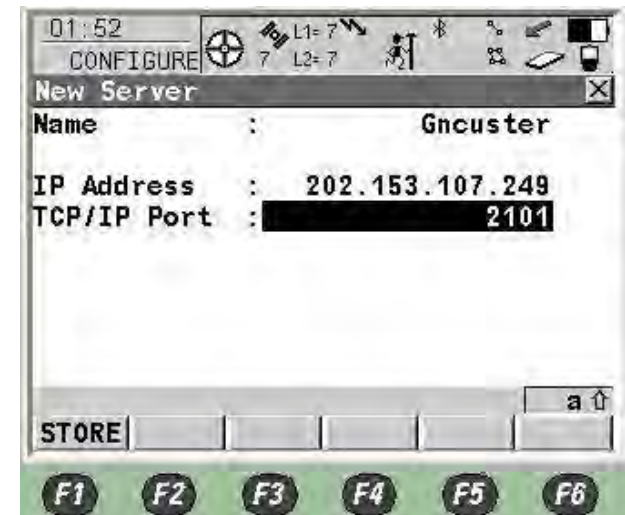 01:52
CONFIGURE
7
L1= 7
L2= 7
New Server
Name : Gncuster
IP Address : 202.153.107.249
TCP/IP Port : 2101
a ⇧
STORE
F1 F2 F3 F4 F5 F6